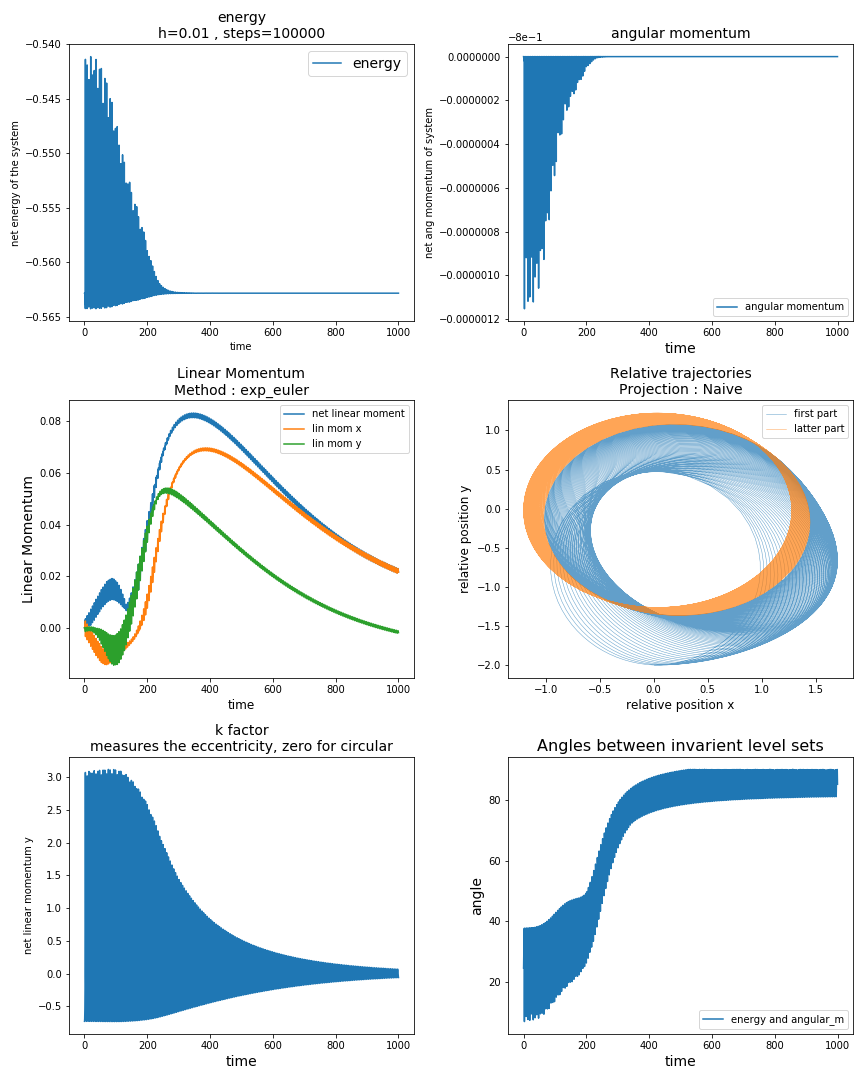 energy
h=0.01 , steps=100000
−0.540
−0.545
−0.550
−0.555
−0.560
−0.565
net energy of the system
energy
0
200
400
600
800
1000
time
angular momentum
−8e−1
0.0000000
−0.0000002
−0.0000004
−0.0000006
−0.0000008
−0.0000010
−0.0000012
net ang momentum of system
angular momentum
0
200
400
600
800
1000
time
Linear Momentum
Method : exp_euler
0.08
0.06
0.04
0.02
0.00
Linear Momentum
net linear moment
lin mom x
lin mom y
0
200
400
600
800
1000
time
Relative trajectories
Projection : Naive
1.0
0.5
0.0
−0.5
−1.0
−1.5
−2.0
relative position y
first part
latter part
−1.0
−0.5
0.0
0.5
1.0
1.5
relative position x
k factor
measures the eccentricity, zero for circular
3.0
2.5
2.0
1.5
1.0
0.5
0.0
−0.5
net linear momentum y
0
200
400
600
800
1000
time
Angles between invarient level sets
80
60
40
20
angle
energy and angular_m
0
200
400
600
800
1000
time